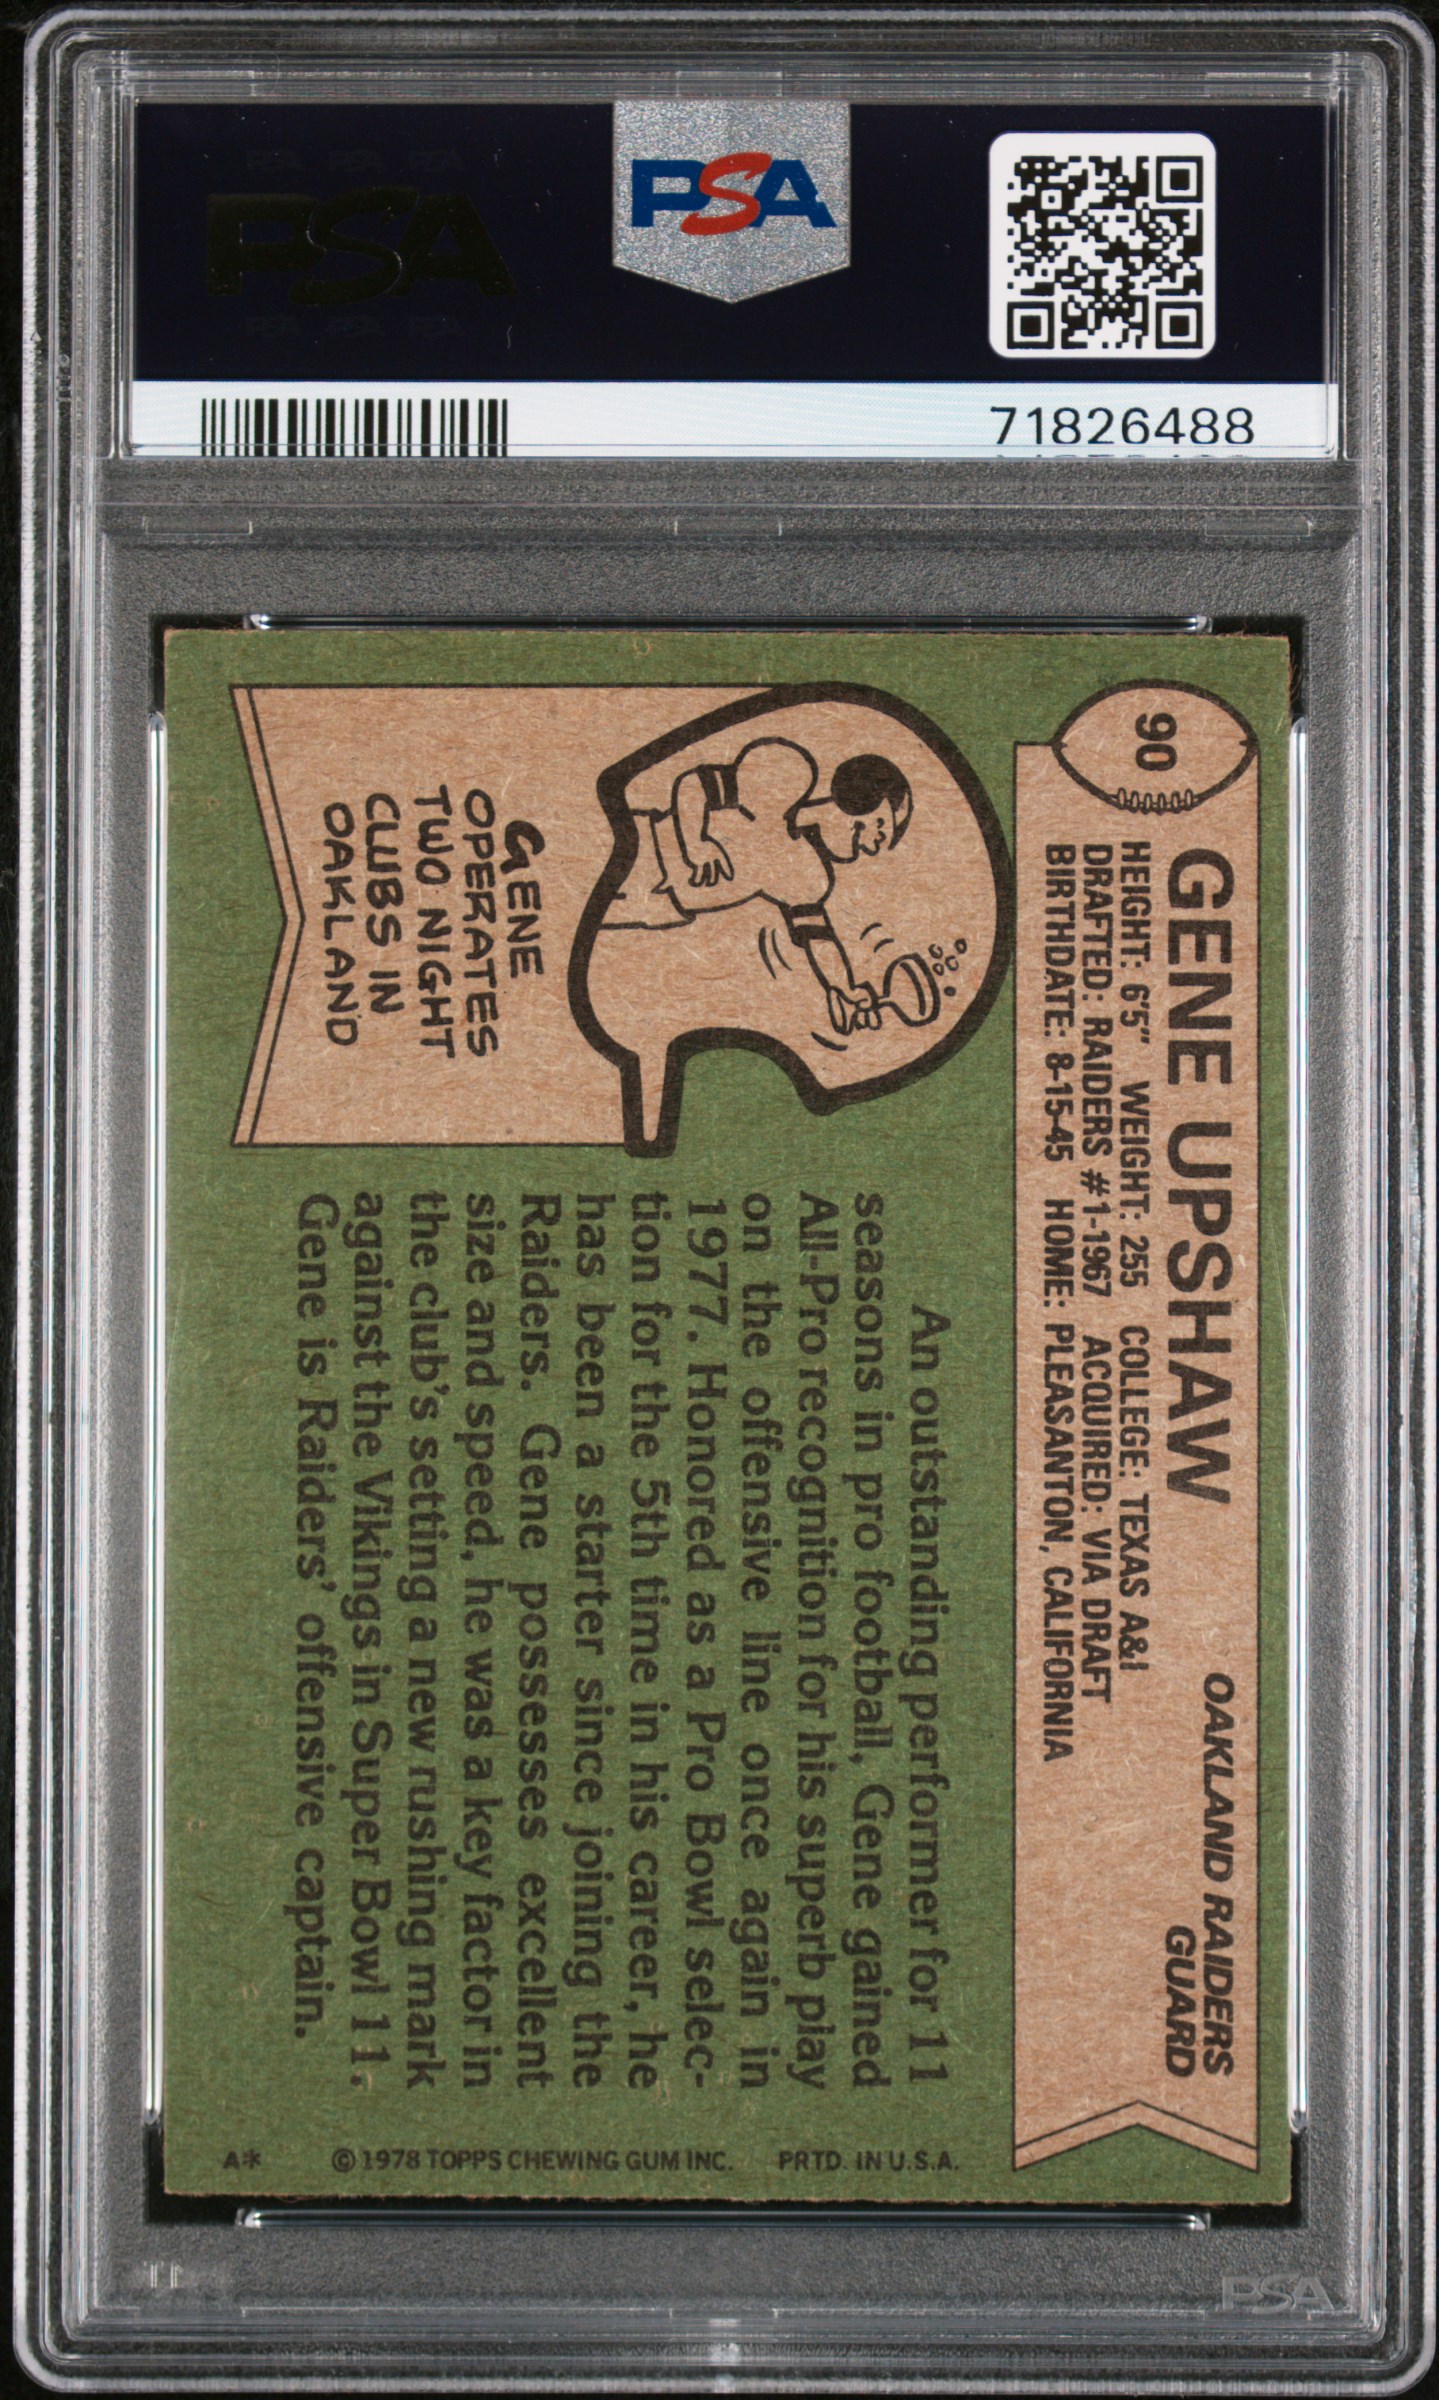 PSA
PSA
71826488
90
GENE UPSHAW
OAKLAND RAIDERS
GUARD
HEIGHT: 6'5" WEIGHT: 255 COLLEGE: TEXAS A&I
DRAFTED: RAIDERS #1-1967 ACQUIRED: VIA DRAFT
BIRTHDATE: 8-15-45 HOME: PLEASANTON, CALIFORNIA
GENE
OPERATES
TWO NIGHT
CLUBS IN
OAKLAND
An outstanding performer for 11
seasons in pro football, Gene gained
All-Pro recognition for his superb play
on the offensive line once again in
1977. Honored as a Pro Bowl selec-
tion for the 5th time in his career, he
has been a starter since joining the
Raiders. Gene possesses excellent
size and speed, he was a key factor in
the club's setting a new rushing mark
against the Vikings in Super Bowl 11.
Gene is Raiders' offensive captain.
A* © 1978 TOPPS CHEWING GUM INC. PRTD. IN U.S.A.
PSA